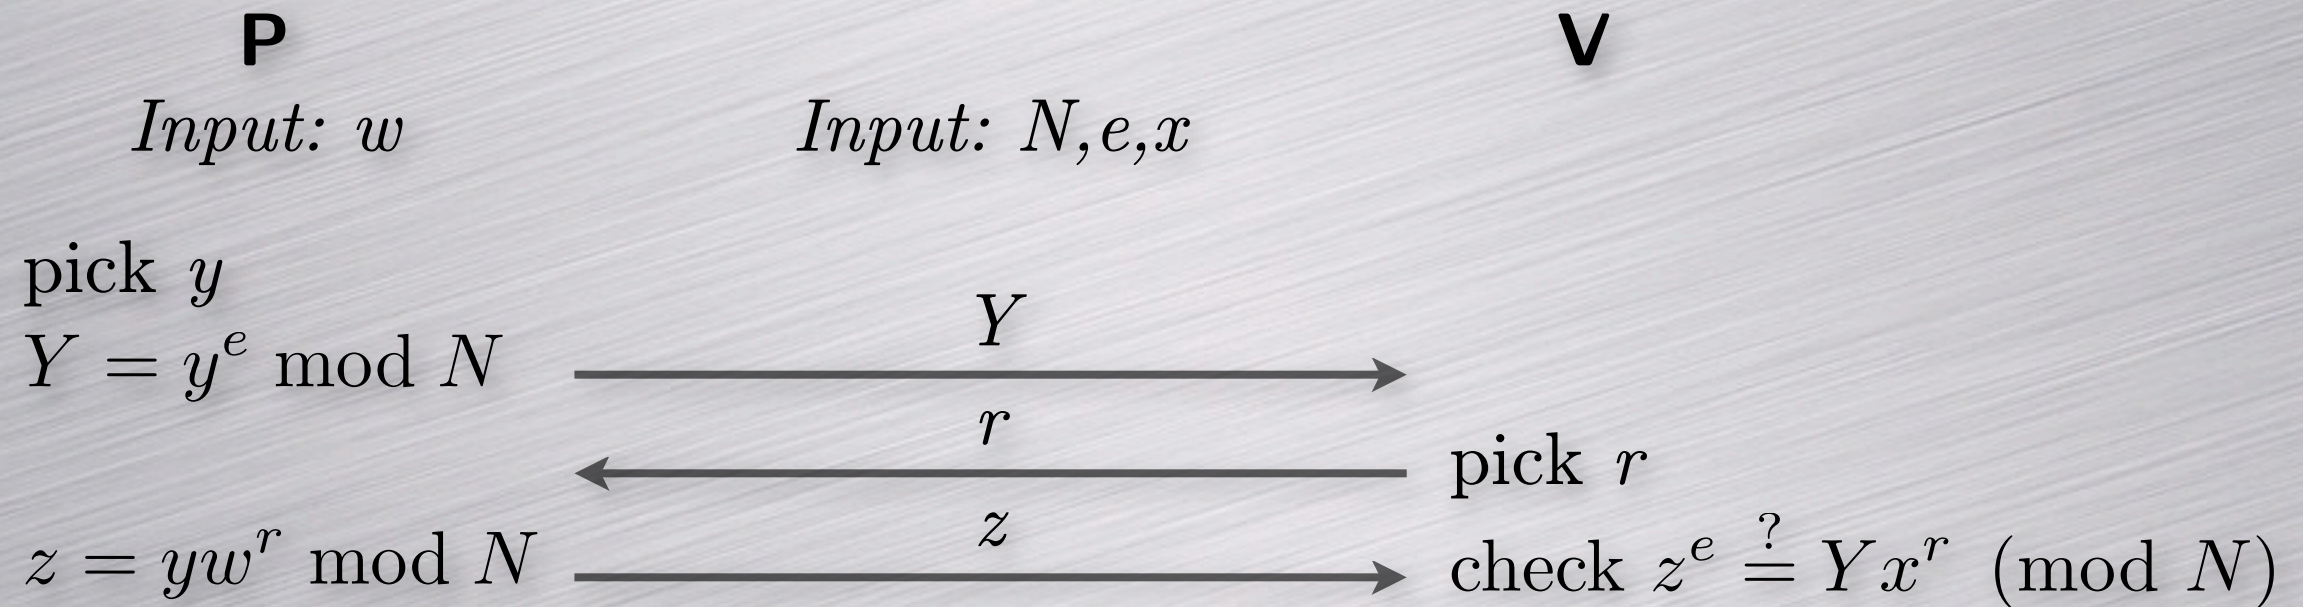 P V
Input: w Input: N,e,x
pick y
Y
Y = y^e mod N
r
pick r
z
z = yw^r mod N check z^e ≟ Yx^r (mod N)